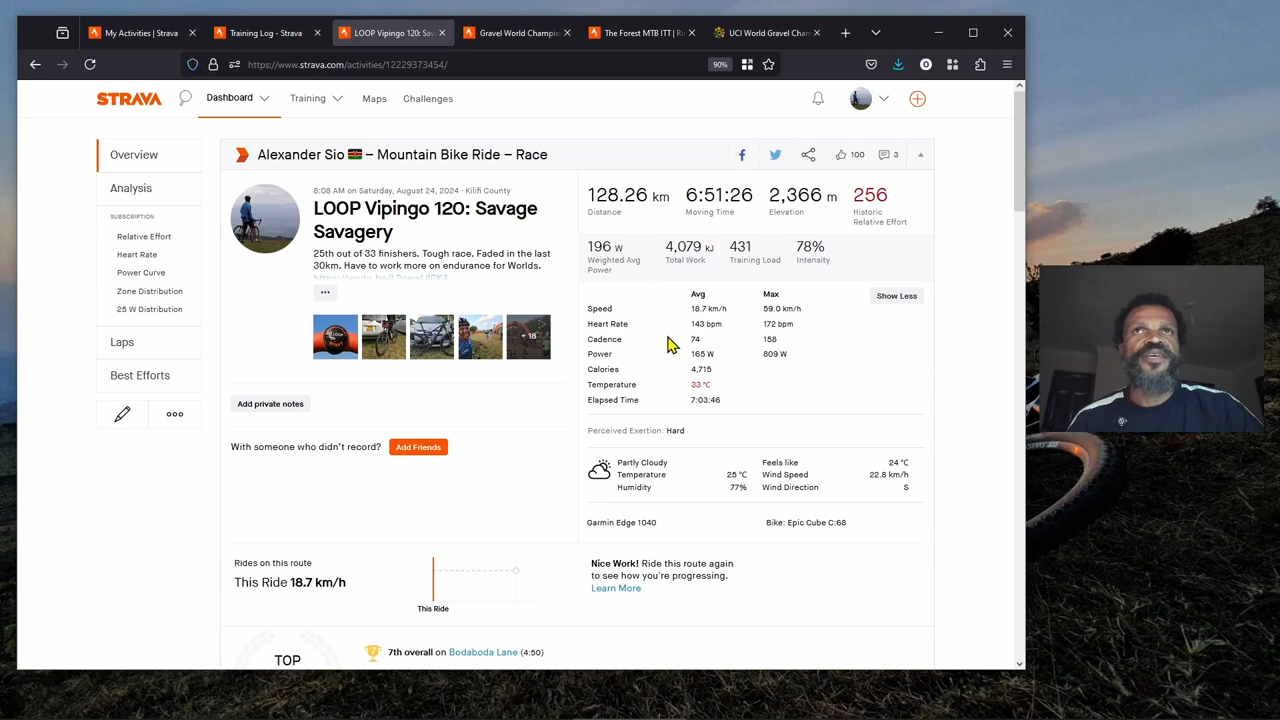 My Activities | Strava
Training Log - Strava
LOOP Vipingo 120: Sav
Gravel World Champio
The Forest MTB ITT | Ri
UCI World Gravel Cham
https://www.strava.com/activities/12229373454/
90%
STRAVA
Dashboard
Training
Maps
Challenges
Overview
Analysis
SUBSCRIPTION
Relative Effort
Heart Rate
Power Curve
Zone Distribution
25 W Distribution
Laps
Best Efforts
Alexander Sio – Mountain Bike Ride – Race
100
3
8:08 AM on Saturday, August 24, 2024 · Kilifi County
LOOP Vipingo 120: Savage
Savagery
25th out of 33 finishers. Tough race. Faded in the last
30km. Have to work more on endurance for Worlds.
+ 18
Add private notes
With someone who didn't record? Add Friends
128.26 km
Distance
6:51:26
Moving Time
2,366 m
Elevation
256
Historic
Relative Effort
196 W
Weighted Avg
Power
4,079 kJ
Total Work
431
Training Load
78%
Intensity
Avg Max
Show Less
Speed 18.7 km/h 59.0 km/h
Heart Rate 143 bpm 172 bpm
Cadence 74 158
Power 165 W 809 W
Calories 4,715
Temperature 33 °C
Elapsed Time 7:03:46
Perceived Exertion: Hard
Partly Cloudy Feels like 24 °C
Temperature 25 °C Wind Speed 22.8 km/h
Humidity 77% Wind Direction S
Garmin Edge 1040 Bike: Epic Cube C:68
Rides on this route
This Ride 18.7 km/h
This Ride
Nice Work! Ride this route again
to see how you're progressing.
Learn More
TOP
7th overall on Bodaboda Lane (4:50)